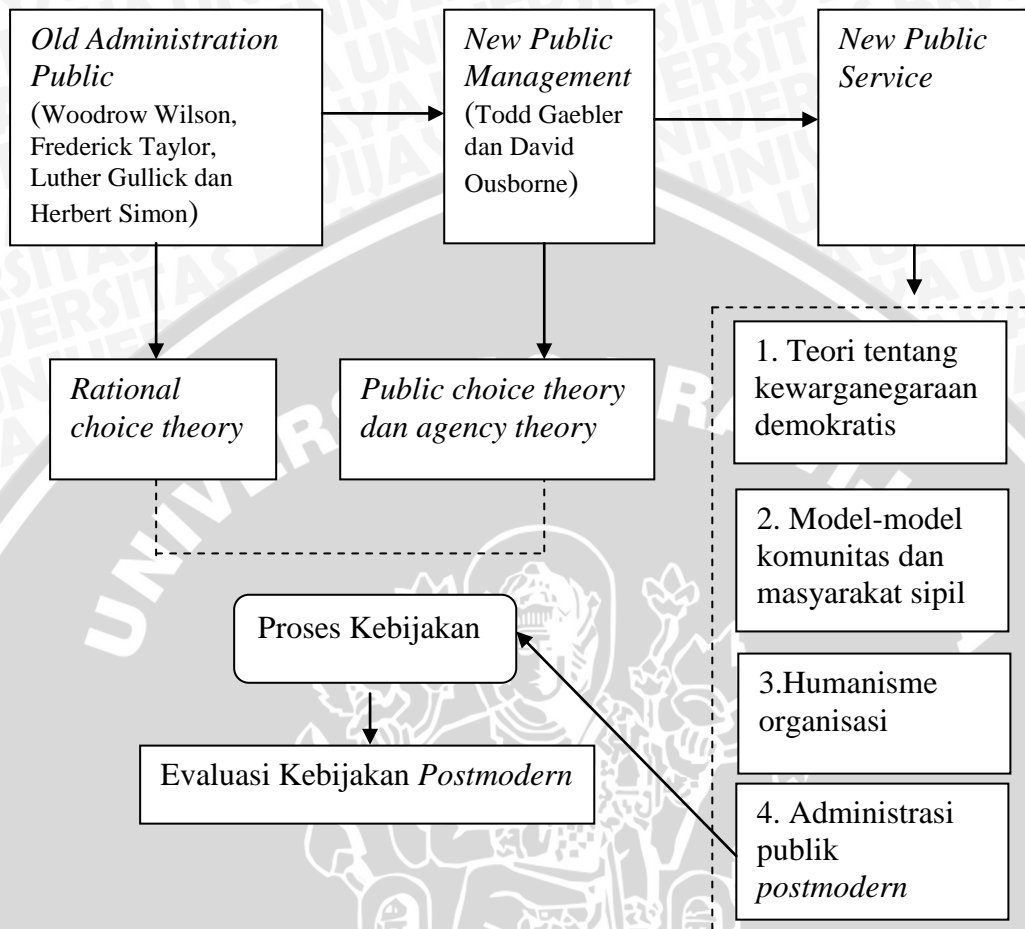 Old Administration
Public
(Woodrow Wilson,
Frederick Taylor,
Luther Gullick dan
Herbert Simon)
New Public
Management
(Todd Gaebler
dan David
Ousborne)
New Public
Service
Rational
choice theory
Public choice theory
dan agency theory
1. Teori tentang
kewarganegaraan
demokratis
2. Model-model
komunitas dan
masyarakat sipil
3.Humanisme
organisasi
4. Administrasi
publik
postmodern
Proses Kebijakan
Evaluasi Kebijakan Postmodern